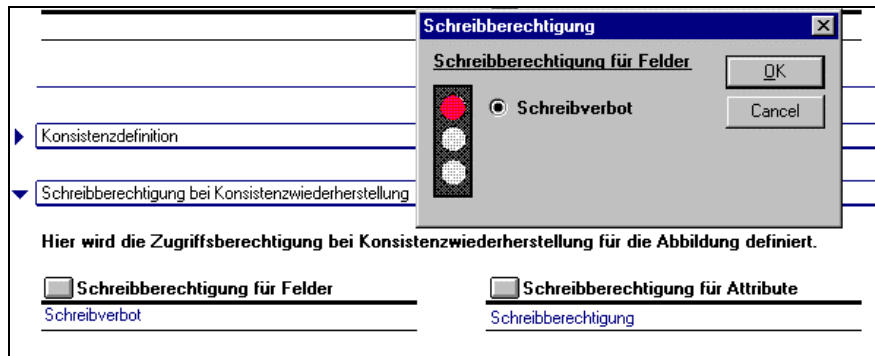 Schreibberechtigung
Schreibberechtigung für Felder
OK
Schreibverbot
Cancel
Konsistenzdefinition
Schreibberechtigung bei Konsistenzwiederherstellung
Hier wird die Zugriffsberechtigung bei Konsistenzwiederherstellung für die Abbildung definiert.
Schreibberechtigung für Felder
Schreibberechtigung für Attribute
Schreibverbot
Schreibberechtigung